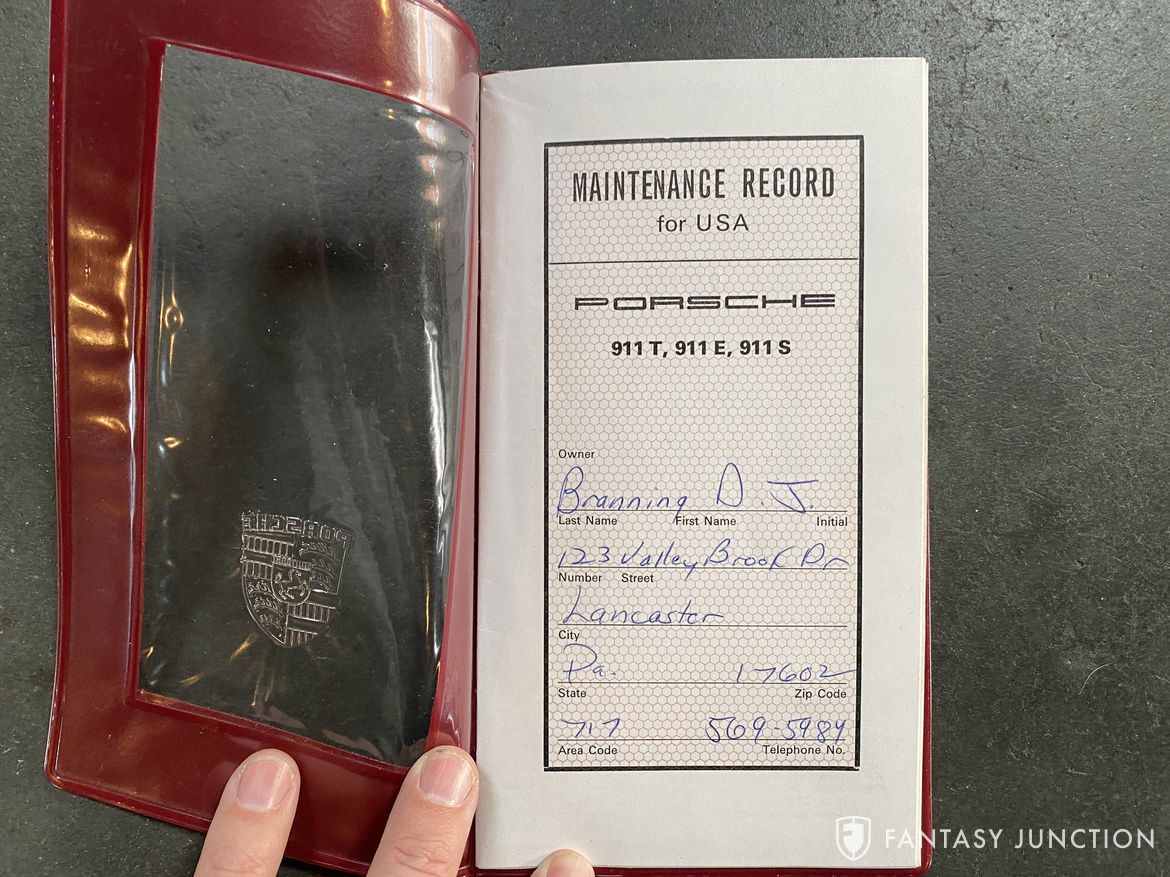 MAINTENANCE RECORD
for USA
PORSCHE
911 T, 911 E, 911 S
Owner
Branning D. J.
Last Name First Name Initial
123 Valley Brook Dr
Number Street
Lancaster
City
Pa. 17602
State Zip Code
717 569-5984
Area Code Telephone No.
PORSCHE
FANTASY JUNCTION